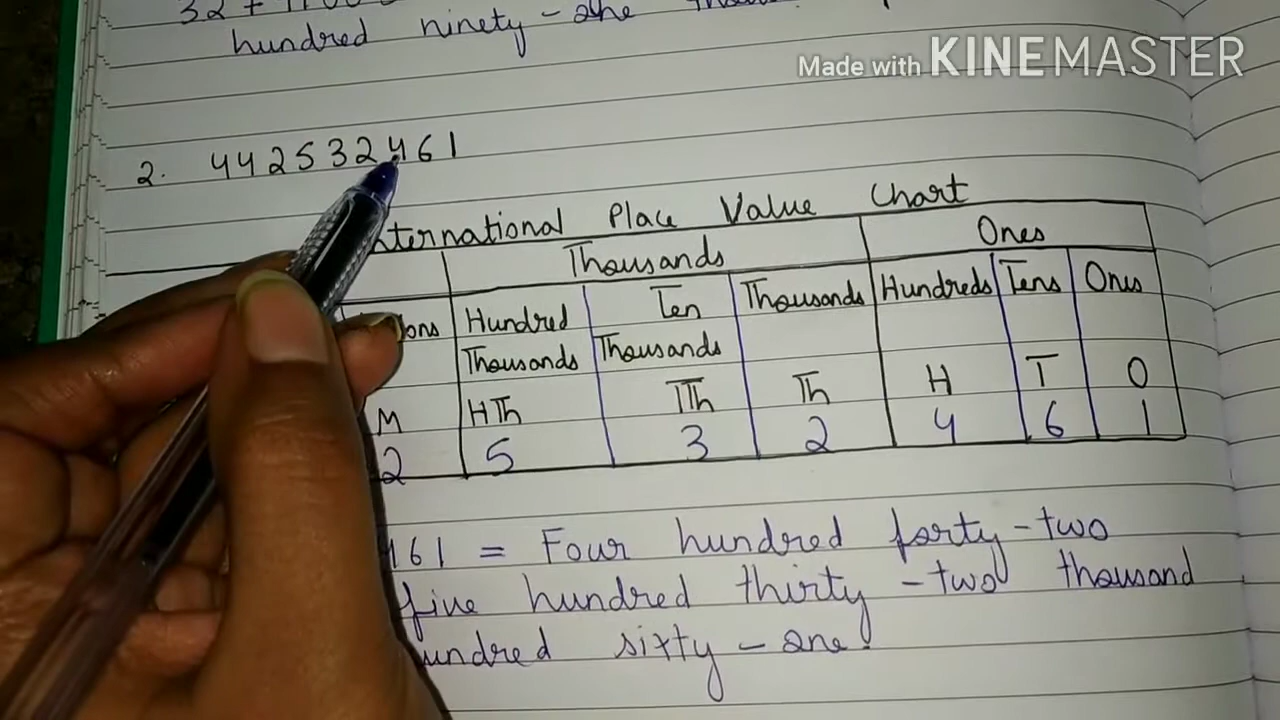 hundred ninety-one
Made with KINEMASTER
2. 442532461
International Place Value Chart
Thousands Ones
Hundred Ten Thousands Hundreds Tens Ones
Thousands Thousands
M HTh TTh Th H T O
2 5 3 2 4 6 1
461 = Four hundred forty-two
five hundred thirty-two thousand
hundred sixty-one.